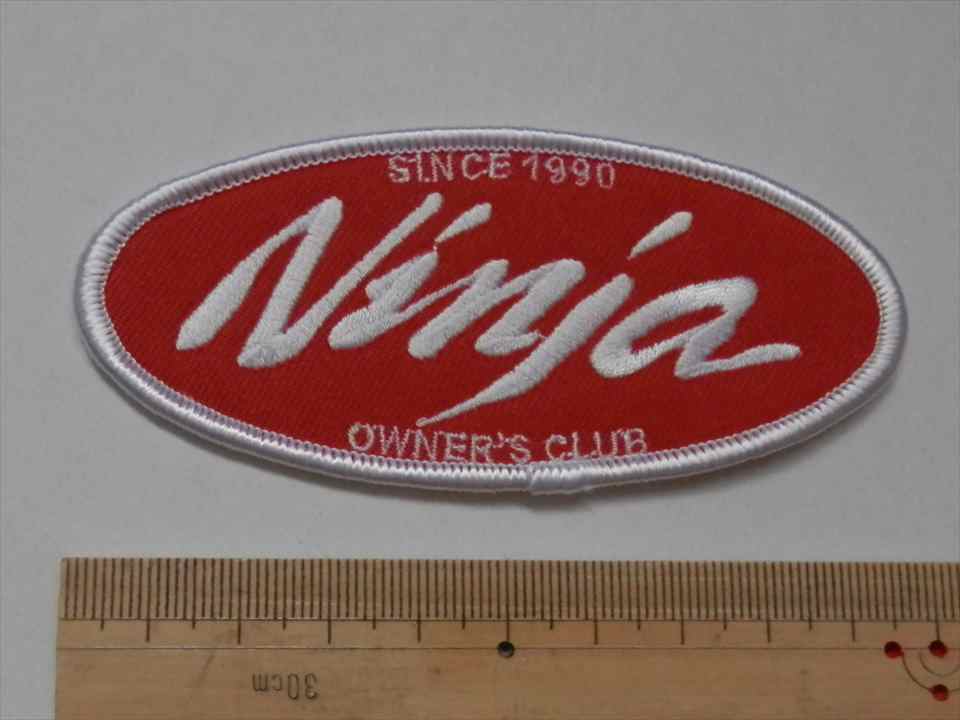 SINCE 1990
Ninja
OWNER'S CLUB
30cm